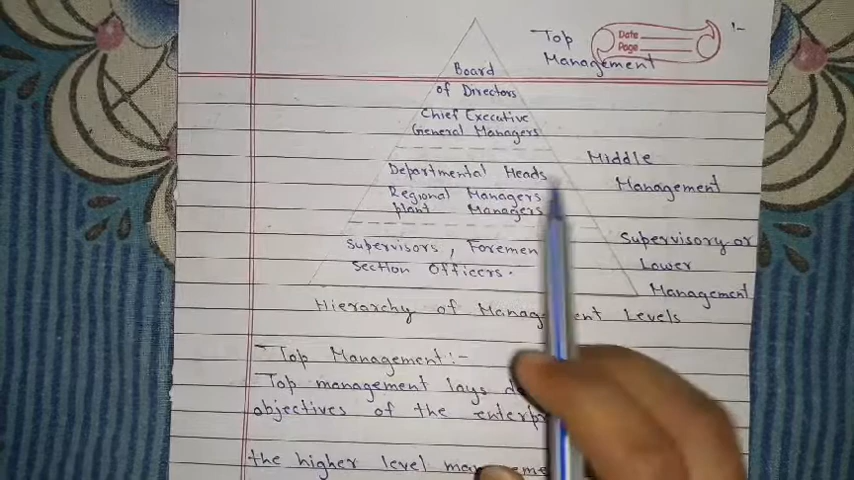 Top
Management
Date
Page
:-
Board
of Directors
Chief Executive
General Managers
Middle
Management
Departmental Heads
Regional Managers
plant Managers
Supervisory or
Lower
Management
Supervisors, Foremen
Section Officers.
Hierarchy of Management Levels
Top Management :-
Top management lays
objectives of the
the higher level